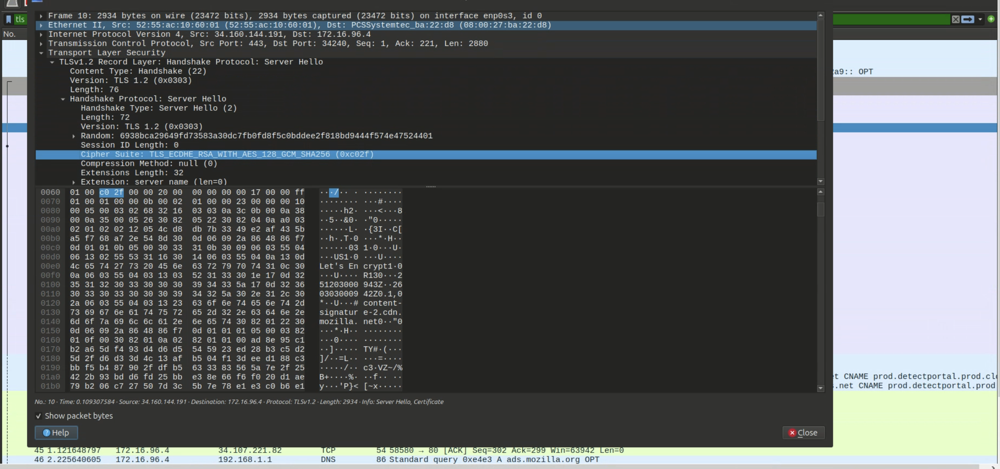 tls
No.
Frame 10: 2934 bytes on wire (23472 bits), 2934 bytes captured (23472 bits) on interface enp0s3, id 0
Ethernet II, Src: 52:55:ac:10:60:01 (52:55:ac:10:60:01), Dst: PCSSystemtec_ba:22:d8 (08:00:27:ba:22:d8)
Internet Protocol Version 4, Src: 34.160.144.191, Dst: 172.16.96.4
Transmission Control Protocol, Src Port: 443, Dst Port: 34240, Seq: 1, Ack: 221, Len: 2880
Transport Layer Security
TLSv1.2 Record Layer: Handshake Protocol: Server Hello
Content Type: Handshake (22)
Version: TLS 1.2 (0x0303)
Length: 76
Handshake Protocol: Server Hello
Handshake Type: Server Hello (2)
Length: 72
Version: TLS 1.2 (0x0303)
Random: 6938bca29649fd73583a30dc7fb0fd8f5c0bddee2f818bd9444f574e47524401
Session ID Length: 0
Cipher Suite: TLS_ECDHE_RSA_WITH_AES_128_GCM_SHA256 (0xc02f)
Compression Method: null (0)
Extensions Length: 32
Extension: server name (len=0)
a9:: OPT
0060 01 00 c0 2f 00 00 20 00 00 00 00 00 17 00 00 ff ···/·· · ········
0070 01 00 01 00 00 0b 00 02 01 00 00 23 00 00 00 10 ········ ···#····
0080 00 05 00 03 02 68 32 16 03 03 0a 3c 0b 00 0a 38 ·····h2· ···<···8
0090 00 0a 35 00 05 26 30 82 05 22 30 82 04 0a a0 03 ··5··&0· ·"0·····
00a0 02 01 02 02 12 05 4c d8 db 7b 33 49 e2 af 43 5b ······L· ·{3I··C[
00b0 a5 f7 68 a7 2e 54 8d 30 0d 06 09 2a 86 48 86 f7 ··h·.T·0 ···*·H··
00c0 0d 01 01 0b 05 00 30 33 31 0b 30 09 06 03 55 04 ······03 1·0···U·
00d0 06 13 02 55 53 31 16 30 14 06 03 55 04 0a 13 0d ···US1·0 ···U····
00e0 4c 65 74 27 73 20 45 6e 63 72 79 70 74 31 0c 30 Let's En crypt1·0
00f0 0a 06 03 55 04 03 13 03 52 31 33 30 1e 17 0d 32 ···U···· R130···2
0100 35 31 32 30 33 30 30 30 39 34 33 5a 17 0d 32 36 51203000 943Z··26
0110 30 33 30 33 30 30 30 39 34 32 5a 30 2e 31 2c 30 03030009 42Z0.1,0
0120 2a 06 03 55 04 03 13 23 63 6f 6e 74 65 6e 74 2d *··U···# content-
0130 73 69 67 6e 61 74 75 72 65 2d 32 2e 63 64 6e 2e signatur e-2.cdn.
0140 6d 6f 7a 69 6c 6c 61 2e 6e 65 74 30 82 01 22 30 mozilla. net0··"0
0150 0d 06 09 2a 86 48 86 f7 0d 01 01 01 05 00 03 82 ···*·H·· ········
0160 01 0f 00 30 82 01 0a 02 82 01 01 00 ad 8e 95 c1 ···0···· ········
0170 b2 a6 5d f4 93 d4 d6 d5 54 59 23 ed 28 b3 c5 d2 ··]····· TY#·(···
0180 5d 2f d6 d3 3d 4c 13 af b5 04 f1 3d ee d1 88 c3 ]/··=L·· ···=····
0190 bb f5 b4 87 90 2f df b5 63 33 83 56 5a 7e 2f 25 ·····/·· c3·VZ~/%
01a0 42 2b 93 bd d6 fd 25 bb e3 8e 66 f6 f0 20 d1 ae B+····%· ··f·· ··
01b0 79 b2 06 c7 27 50 7d 3c 5b 7e 78 e1 e3 c0 b6 e1 y···'P}< [~x·····
t CNAME prod.detectportal.prod.clo
.net CNAME prod.detectportal.prod
No.: 10 · Time: 0.109307584 · Source: 34.160.144.191 · Destination: 172.16.96.4 · Protocol: TLSv1.2 · Length: 2934 · Info: Server Hello, Certificate
Show packet bytes
Help
Close
45 1.121648797 172.16.96.4 34.107.221.82 TCP 54 58580 → 80 [ACK] Seq=302 Ack=299 Win=63942 Len=0
46 2.225640605 172.16.96.4 192.168.1.1 DNS 86 Standard query 0xe4e3 A ads.mozilla.org OPT